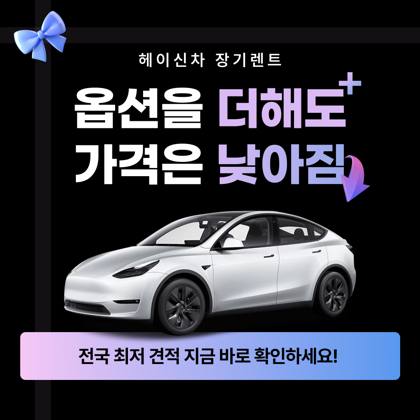 헤이신차 장기렌트
옵션을 더해도
가격은 낮아짐
전국 최저 견적 지금 바로 확인하세요!